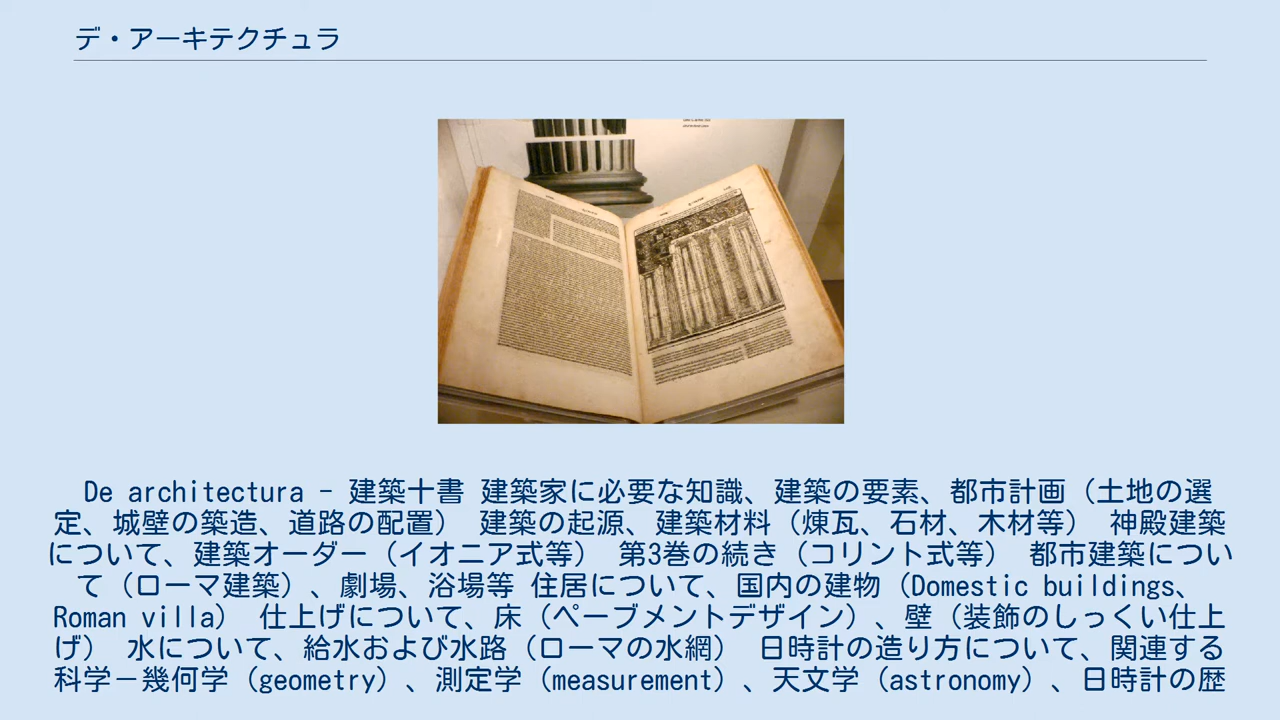 デ・アーキテクチュラ
De architectura - 建築十書 建築家に必要な知識、建築の要素、都市計画（土地の選
定、城壁の築造、道路の配置） 建築の起源、建築材料（煉瓦、石材、木材等） 神殿建築
について、建築オーダー（イオニア式等） 第3巻の続き（コリント式等） 都市建築につい
て（ローマ建築）、劇場、浴場等 住居について、国内の建物（Domestic buildings、
Roman villa） 仕上げについて、床（ペーブメントデザイン）、壁（装飾のしっくい仕上
げ） 水について、給水および水路（ローマの水網） 日時計の造り方について、関連する
科学－幾何学（geometry）、測定学（measurement）、天文学（astronomy）、日時計の歴